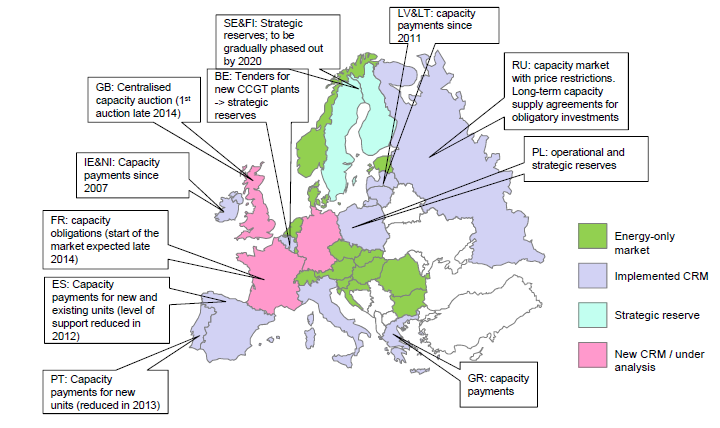 SE&FI: Strategic
reserves; to be
gradually phased out
by 2020
LV&LT: capacity
payments since
2011
GB: Centralised
capacity auction (1st
auction late 2014)
BE: Tenders for
new CCGT plants
-> strategic
reserves
RU: capacity market
with price restrictions.
Long-term capacity
supply agreements for
obligatory investments
IE&NI: Capacity
payments since
2007
PL: operational and
strategic reserves
FR: capacity
obligations (start of the
market expected late
2014)
ES: Capacity
payments for new and
existing units (level of
support reduced in
2012)
PT: Capacity
payments for new
units (reduced in 2013)
GR: capacity
payments
Energy-only
market
Implemented CRM
Strategic reserve
New CRM / under
analysis